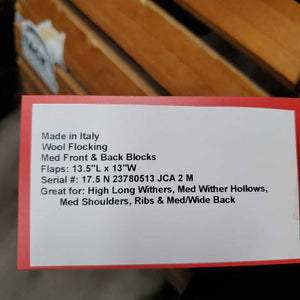 Made in Italy
Wool Flocking
Med Front & Back Blocks
Flaps: 13.5"L x 13"W
Serial #: 17.5 N 23780513 JCA 2 M
Great for: High Long Withers, Med Wither Hollows,
Med Shoulders, Ribs & Med/Wide Back